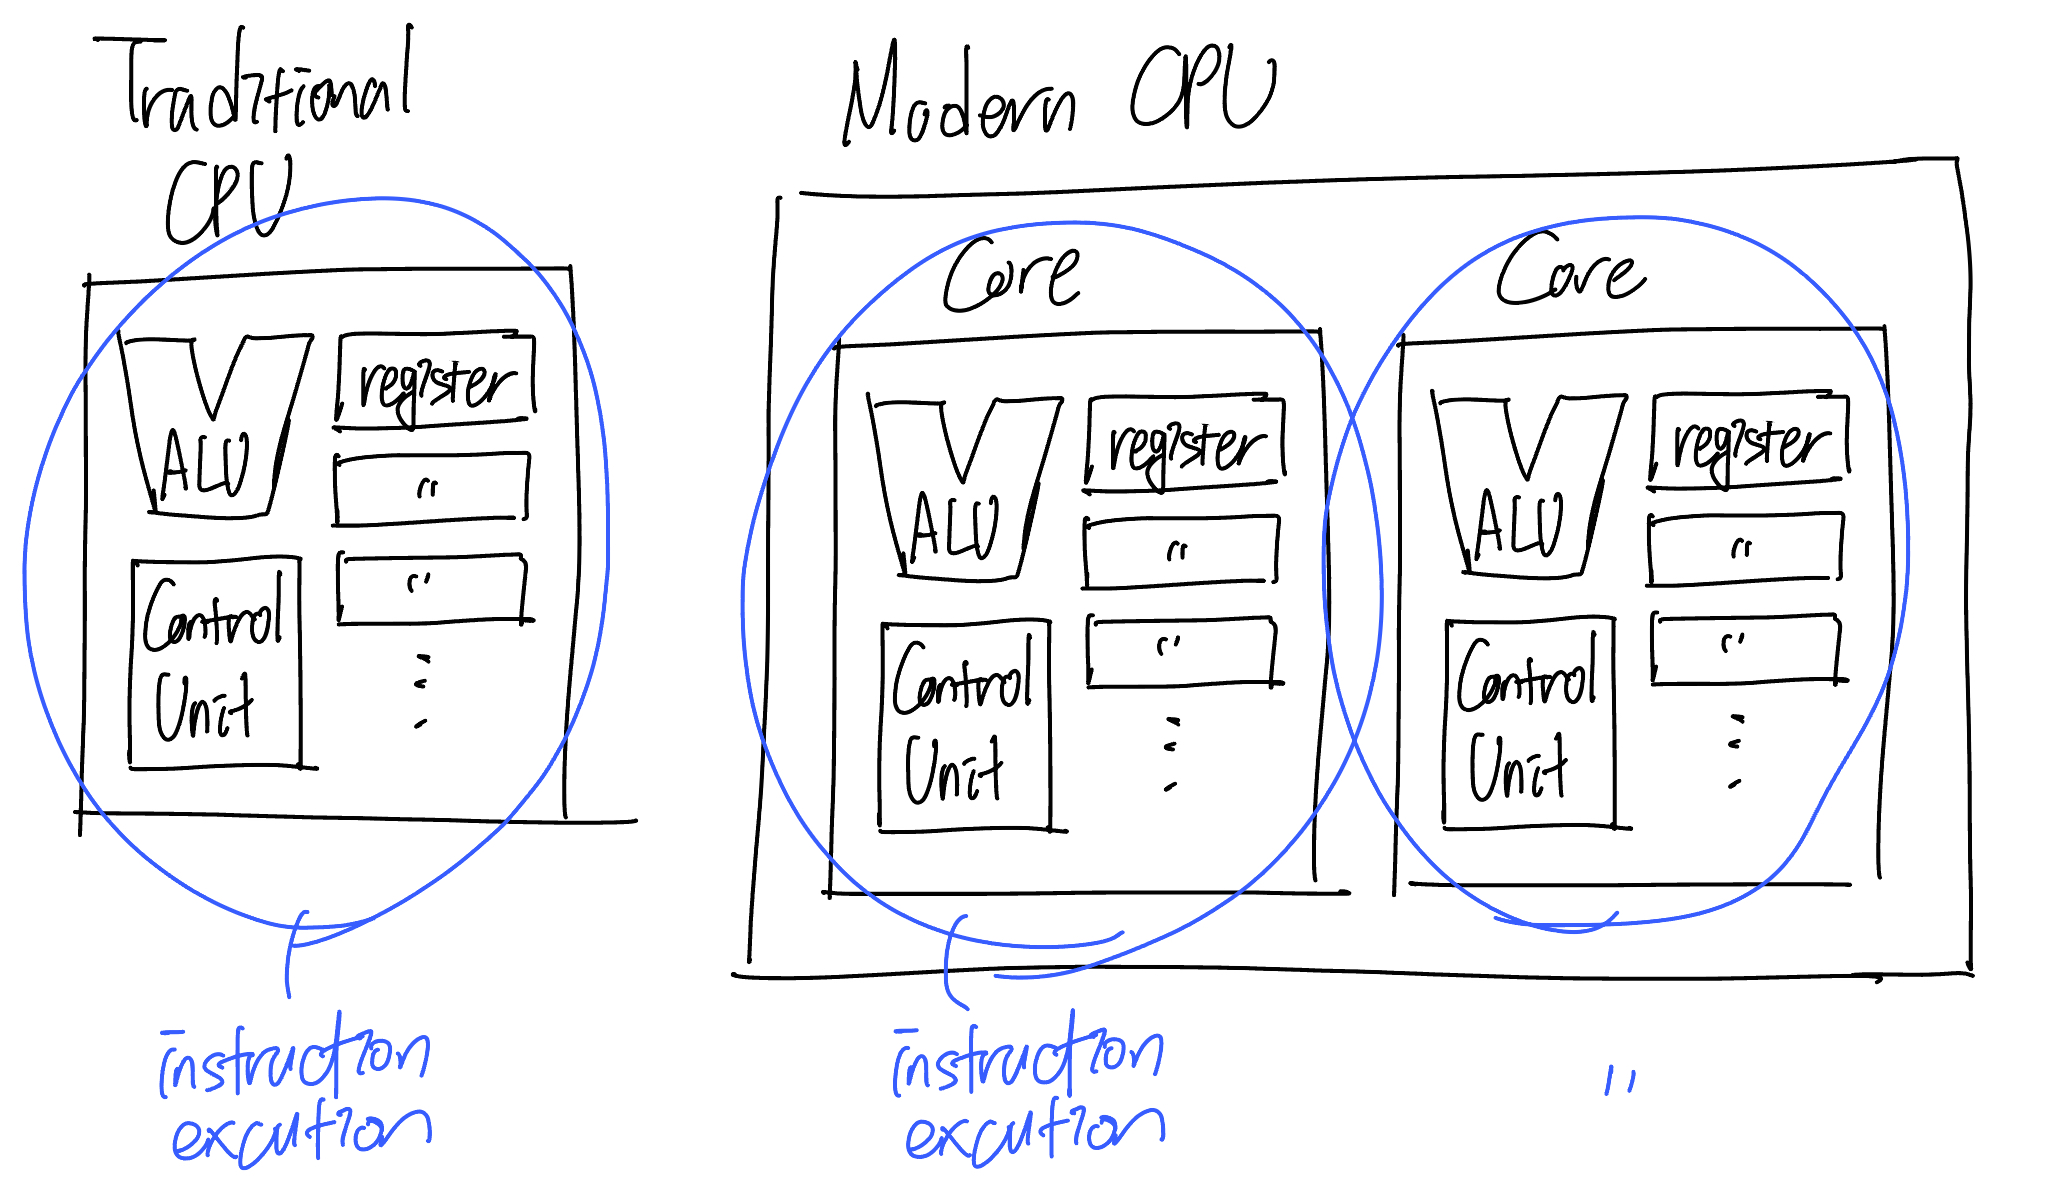 Traditional
CPU
ALU
register
"
"
Control
Unit
instruction
excution
Modern CPU
Core
ALU
register
"
"
Control
Unit
instruction
excution
Core
ALU
register
"
"
Control
Unit
"